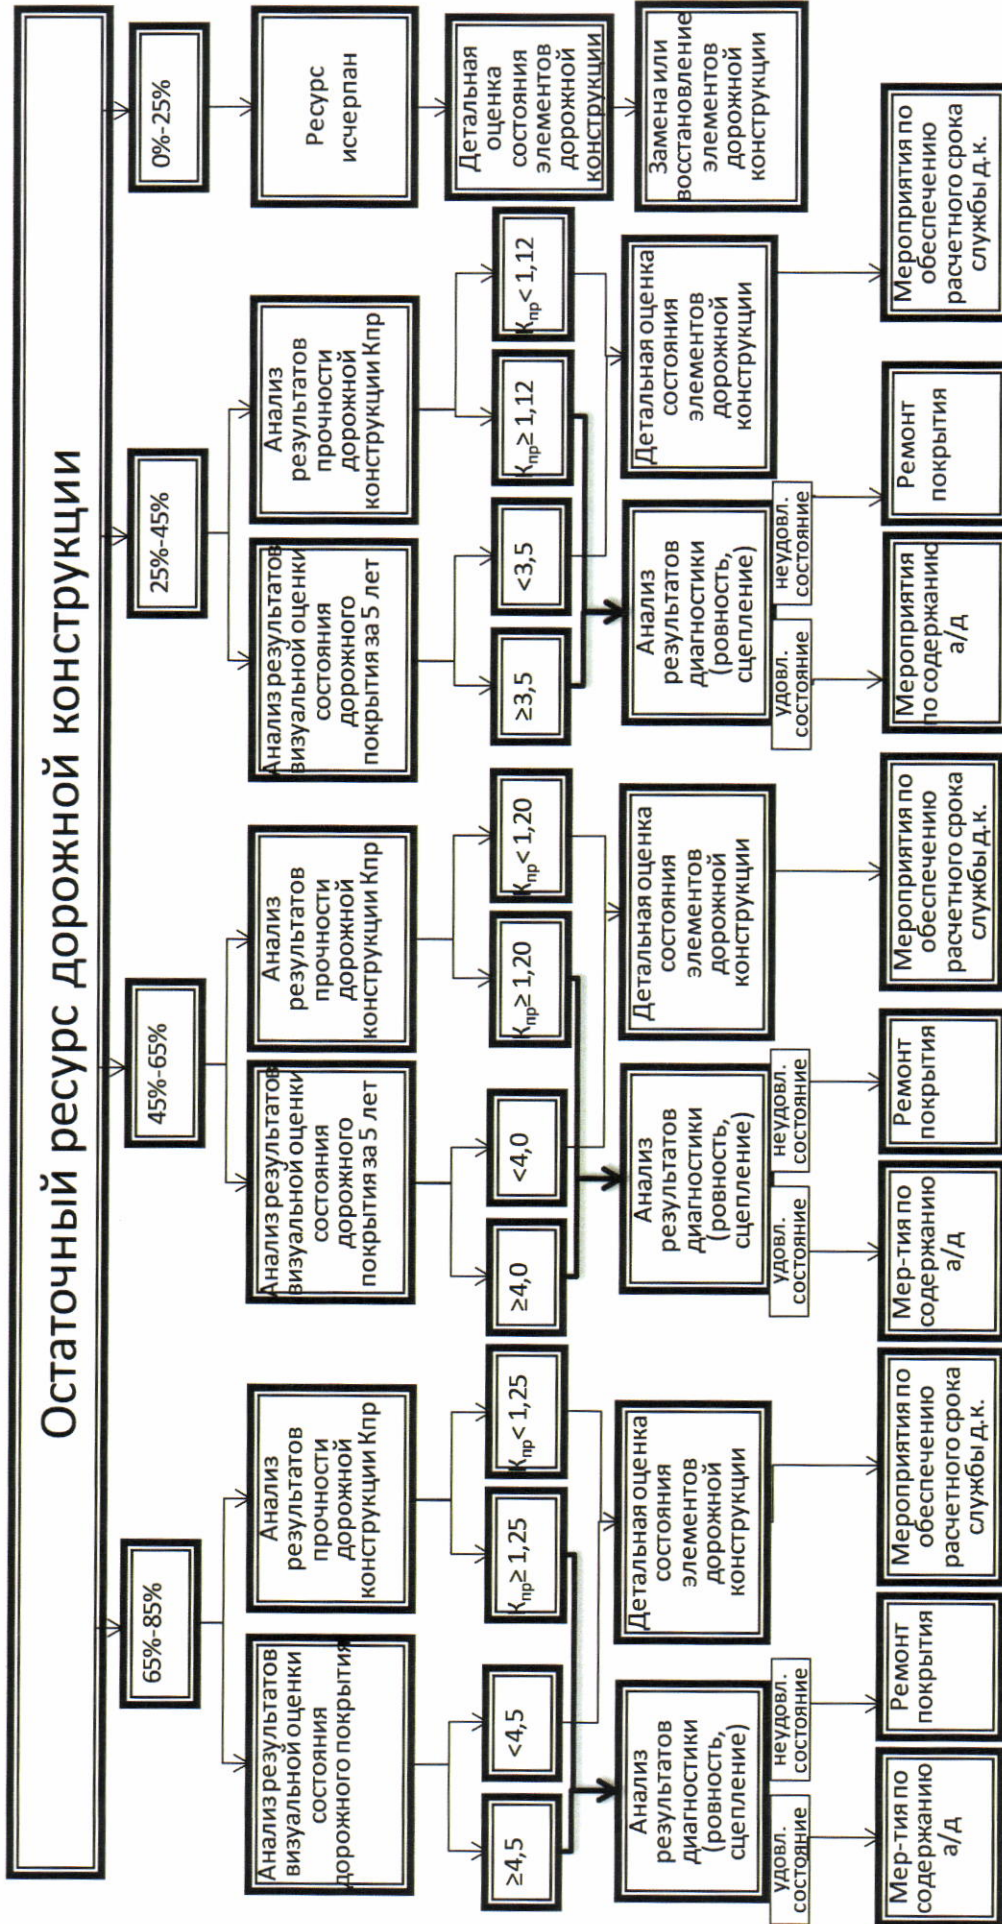 Остаточный ресурс дорожной конструкции
65%-85%
45%-65%
25%-45%
0%-25%
Анализ результатов
визуальной оценки
состояния
дорожного покрытия
Анализ
результатов
прочности
дорожной
конструкции Кпр
Анализ результатов
визуальной оценки
состояния
дорожного
покрытия за 5 лет
Анализ
результатов
прочности
дорожной
конструкции Кпр
Анализ результатов
визуальной оценки
состояния
дорожного
покрытия за 5 лет
Анализ
результатов
прочности
дорожной
конструкции Кпр
Ресурс
исчерпан
≥4,5
<4,5
Кпр≥ 1,25
Кпр< 1,25
≥4,0
<4,0
Кпр≥ 1,20
Кпр< 1,20
≥3,5
<3,5
Кпр≥ 1,12
Кпр< 1,12
Детальная
оценка
состояния
элементов
дорожной
конструкции
Анализ
результатов
диагностики
(ровность,
сцепление)
Детальная оценка
состояния
элементов
дорожной
конструкции
Анализ
результатов
диагностики
(ровность,
сцепление)
Детальная оценка
состояния
элементов
дорожной
конструкции
Анализ
результатов
диагностики
(ровность,
сцепление)
Детальная оценка
состояния
элементов
дорожной
конструкции
Замена или
восстановление
элементов
дорожной
конструкции
удовл.
состояние
неудовл.
состояние
удовл.
состояние
неудовл.
состояние
удовл.
состояние
неудовл.
состояние
Мер-тия по
содержанию
а/д
Ремонт
покрытия
Мероприятия по
обеспечению
расчетного срока
службы д.к.
Мер-тия по
содержанию
а/д
Ремонт
покрытия
Мероприятия по
обеспечению
расчетного срока
службы д.к.
Мероприятия
по содержанию
а/д
Ремонт
покрытия
Мероприятия по
обеспечению
расчетного срока
службы д.к.